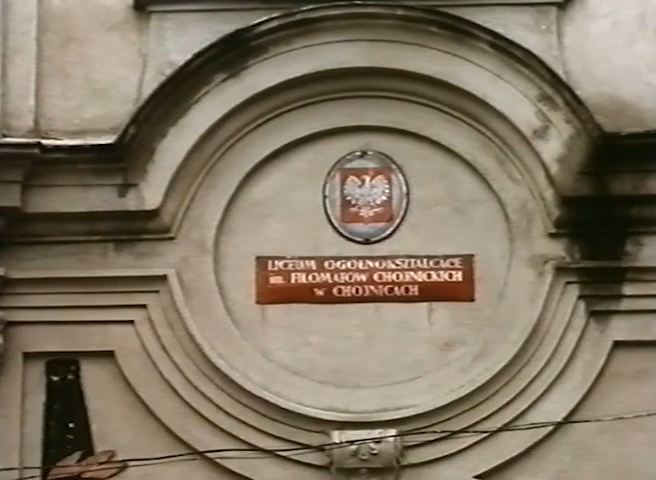 LICEUM OGÓLNOKSZTAŁCĄCE
im. FILOMATÓW CHOJNICKICH
w CHOJNICACH